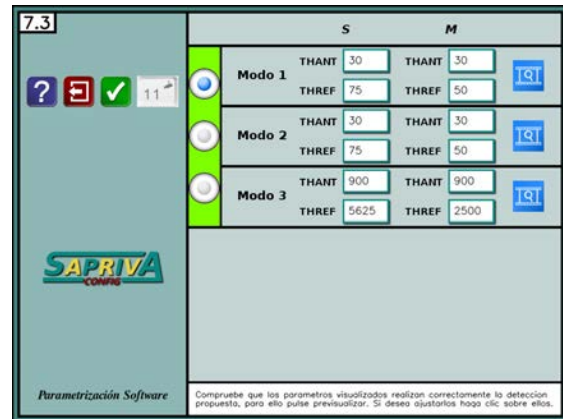 7.3
S M
Modo 1 THANT 30 THANT 30
THREF 75 THREF 50
Modo 2 THANT 30 THANT 30
THREF 75 THREF 50
Modo 3 THANT 900 THANT 900
THREF 5625 THREF 2500
? 11
SAPRIVA
CONFIG
Parametrización Software
Compruebe que los parametros visualizados realizan correctamente la deteccion
propuesta, para ello pulse previsualizar. Si desea ajustarlos haga clic sobre ellos.